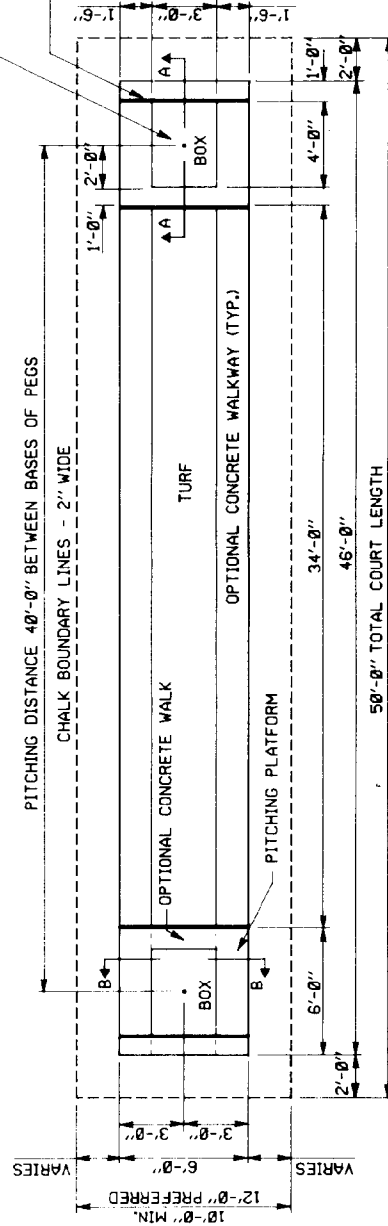 PITCHING DISTANCE 40'-0" BETWEEN BASES OF PEGS
CHALK BOUNDARY LINES - 2" WIDE
1'-6"
3'-0"
1'-6"
2'-0"
1'-0"
A
A
BOX
4'-0"
1'-0"
2'-0"
TURF
OPTIONAL CONCRETE WALKWAY (TYP.)
OPTIONAL CONCRETE WALK
PITCHING PLATFORM
B
B
BOX
34'-0"
6'-0"
46'-0"
2'-0"
50'-0" TOTAL COURT LENGTH
3'-0"
3'-0"
6'-0"
VARIES
VARIES
12'-0" PREFERRED
10'-0" MIN.